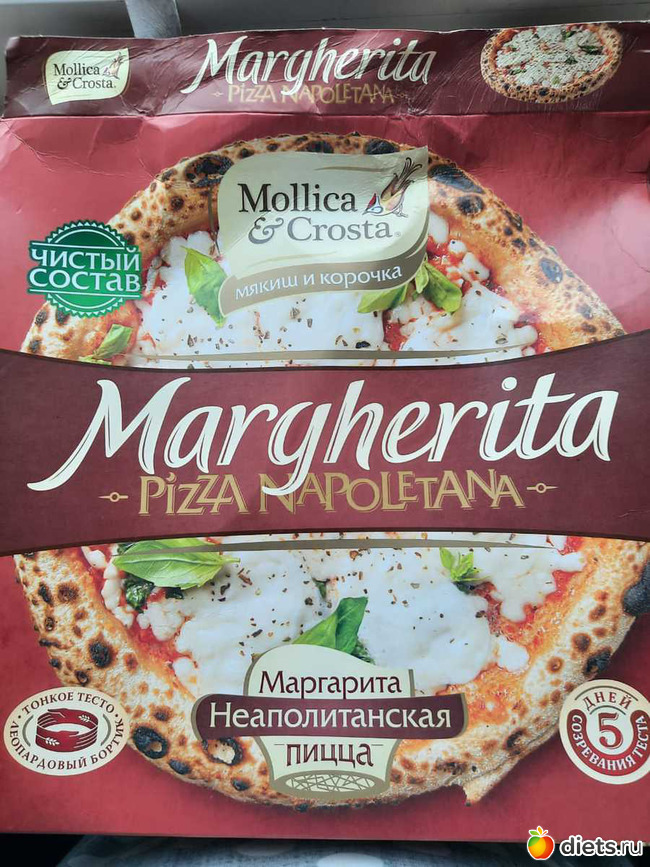 Mollica
& Crosta®
Margherita
PIZZA NAPOLETANA
Mollica
& Crosta®
мякиш и корочка
ЧИСТЫЙ
СОСТАВ
Margherita
PIZZA NAPOLETANA
Маргарита
Неаполитанская
пицца
ТОНКОЕ ТЕСТО
ЛЕОПАРДОВЫЙ БОРТИК
5 ДНЕЙ
СОЗРЕВАНИЯ ТЕСТА
diets.ru